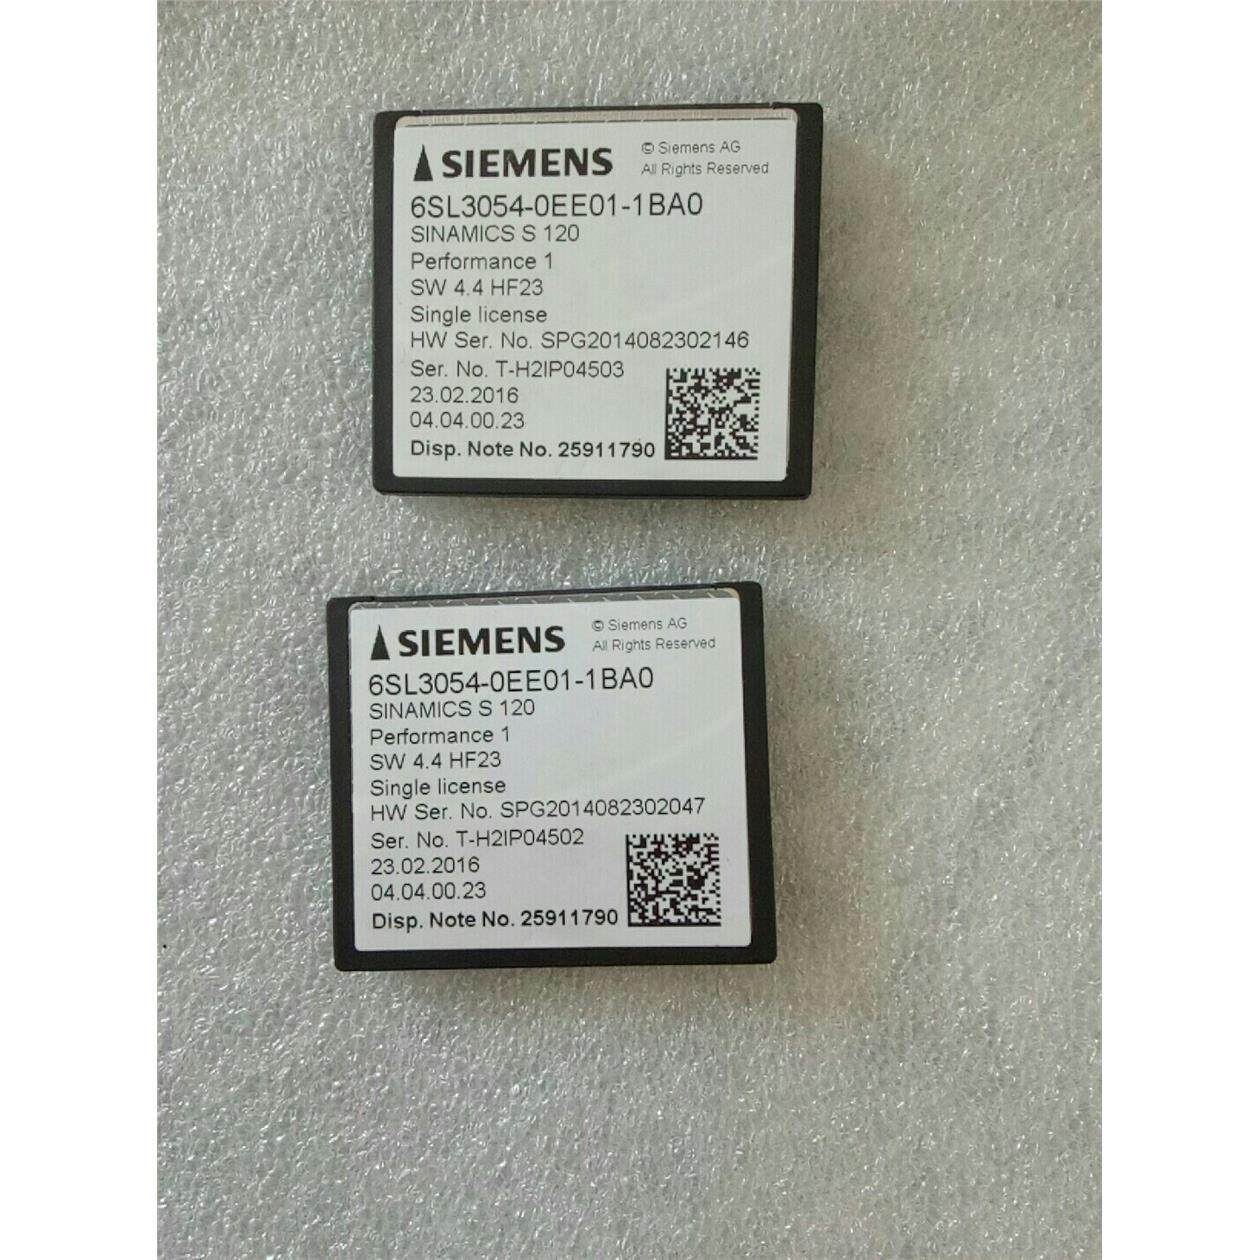 SIEMENS
© Siemens AG
All Rights Reserved
6SL3054-0EE01-1BA0
SINAMICS S 120
Performance 1
SW 4.4 HF23
Single license
HW Ser. No. SPG2014082302146
Ser. No. T-H2IP04503
23.02.2016
04.04.00.23
Disp. Note No. 25911790
SIEMENS
© Siemens AG
All Rights Reserved
6SL3054-0EE01-1BA0
SINAMICS S 120
Performance 1
SW 4.4 HF23
Single license
HW Ser. No. SPG2014082302047
Ser. No. T-H2IP04502
23.02.2016
04.04.00.23
Disp. Note No. 25911790